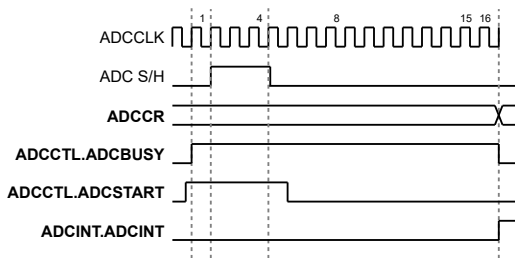 1 4 8 15 16
ADCCLK
ADC S/H
ADCCR
ADCCTL.ADCBUSY
ADCCTL.ADCSTART
ADCINT.ADCINT